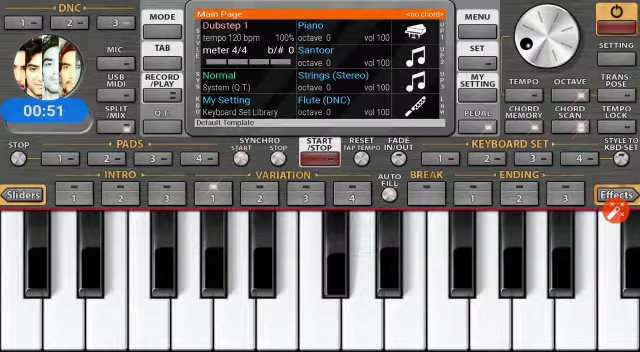 DNC
1 2 3
MODE
Main Page <no chord>
MENU
Dubstep 1 Piano
tempo 120 bpm 100% octave 0 vol 100
MIC.
TAB
meter 4/4 b/# 0 Santoor
octave 0 vol 100
SET
SETTING
USB MIDI
RECORD /PLAY
Normal Strings (Stereo)
System (Q.T.) octave 0 vol 100
MY SETTING
TEMPO
OCTAVE
TRANS POSE
00:51
SPLIT /MIX
Q.T.
My Setting Flute (DNC)
Keyboard Set Library octave 0 vol 100
Default Template
PEDAL
CHORD MEMORY
CHORD SCAN
TEMPO LOCK
STOP
PADS
1 2 3 4
SYNCHRO
START STOP
START /STOP
RESET
TAP TEMPO
FADE IN/OUT
KEYBOARD SET
1 2 3 4
STYLE TO KBD SET
Sliders
INTRO
1 2 3
VARIATION
1 2 3 4
AUTO FILL
BREAK
ENDING
1 2 3
Effects